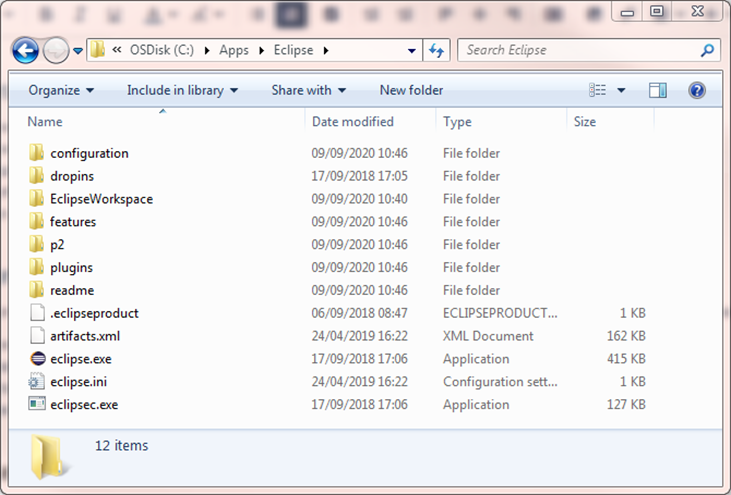 « OSDisk (C:) Apps Eclipse Search Eclipse
Organize Include in library Share with New folder
Name Date modified Type Size
configuration 09/09/2020 10:46 File folder
dropins 17/09/2018 17:05 File folder
EclipseWorkspace 09/09/2020 10:40 File folder
features 09/09/2020 10:46 File folder
p2 09/09/2020 10:46 File folder
plugins 09/09/2020 10:46 File folder
readme 09/09/2020 10:46 File folder
.eclipseproduct 06/09/2018 08:47 ECLIPSEPRODUCT... 1 KB
artifacts.xml 24/04/2019 16:22 XML Document 162 KB
eclipse.exe 17/09/2018 17:06 Application 415 KB
eclipse.ini 24/04/2019 16:22 Configuration sett... 1 KB
eclipsec.exe 17/09/2018 17:06 Application 127 KB
12 items